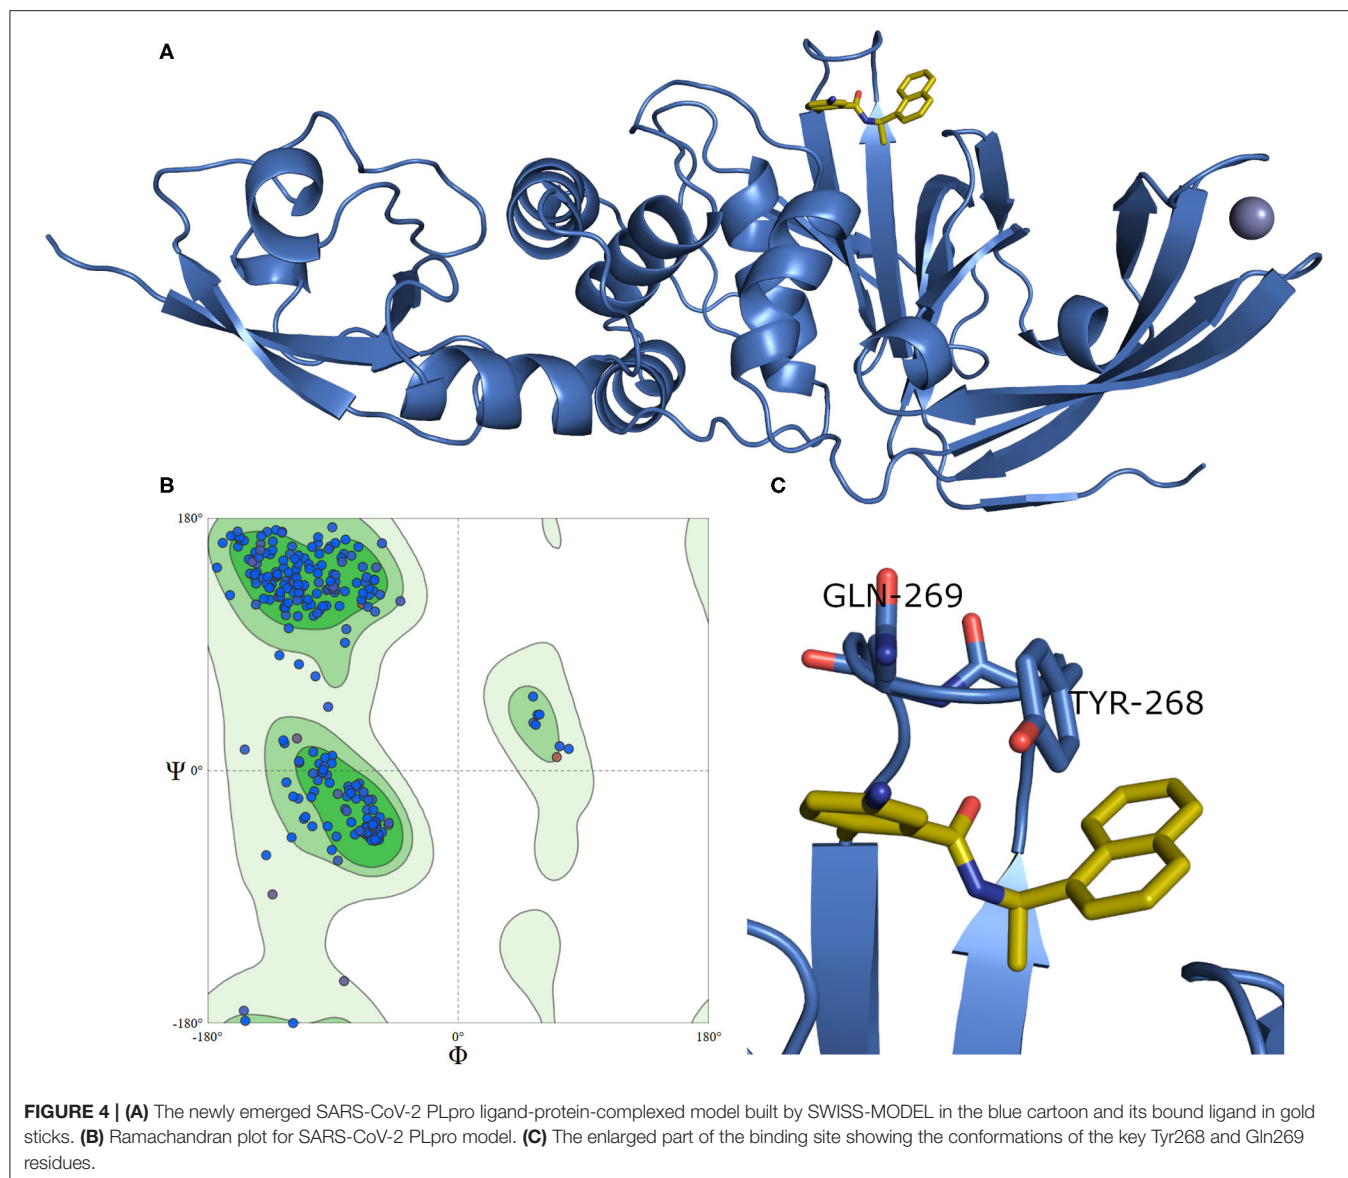 A
B
C
180°
Ψ 0°
-180°
-180° 0° 180°
Φ
GLN-269
TYR-268
FIGURE 4 | (A) The newly emerged SARS-CoV-2 PLpro ligand-protein-complexed model built by SWISS-MODEL in the blue cartoon and its bound ligand in gold
sticks. (B) Ramachandran plot for SARS-CoV-2 PLpro model. (C) The enlarged part of the binding site showing the conformations of the key Tyr268 and Gln269
residues.